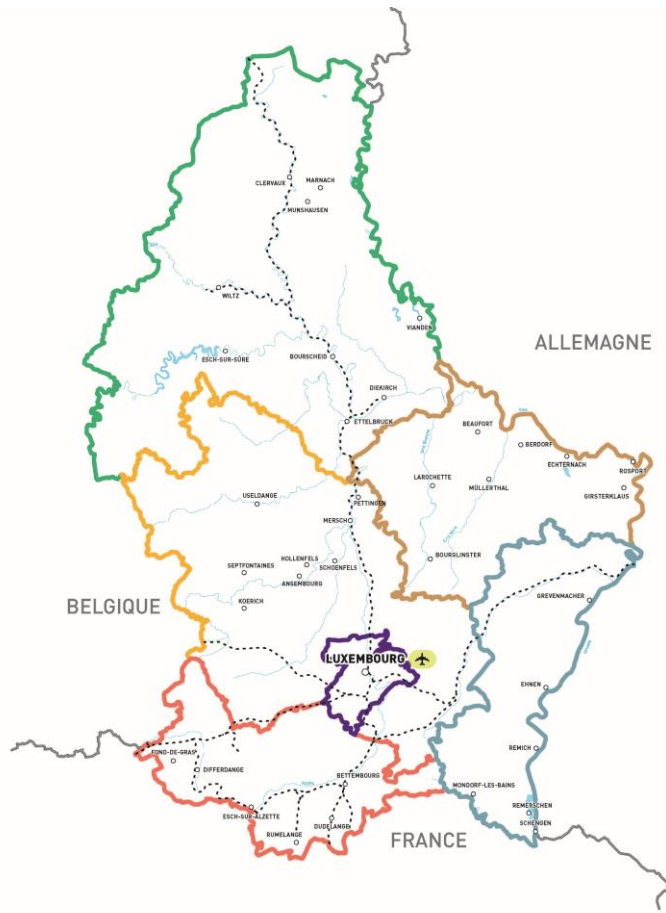 CLERVAUX
MARNACH
MUNSHAUSEN
WILTZ
VIANDEN
ALLEMAGNE
ESCH-SUR-SÛRE
BOURSCHEID
DIEKIRCH
ETTELBRUCK
BEAUFORT
BERDORF
ECHTERNACH
ROSPORT
LAROCHETTE
MÜLLERTHAL
GIRSTERKLAUS
USELDANGE
PETTINGEN
MERSCH
HOLLENFELS
SCHOENFELS
SEPTFONTAINES
ANSEMBOURG
BOURGLINSTER
BELGIQUE
KOERICH
GREVENMACHER
LUXEMBOURG
EHNEN
FOND-DE-GRAS
REMICH
DIFFERDANGE
BETTEMBOURG
MONDORF-LES-BAINS
ESCH-SUR-ALZETTE
REMERSCHEN
DUDELANGE
SCHENGEN
RUMELANGE
FRANCE